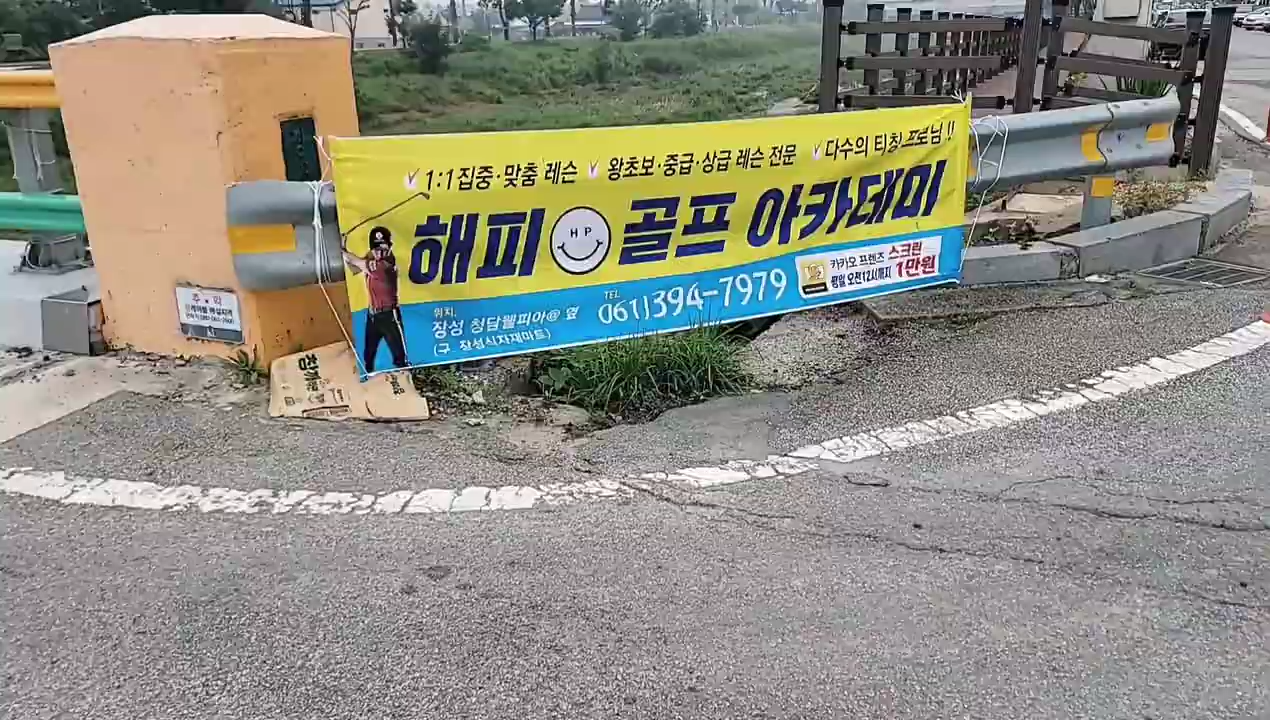 1:1 집중·맞춤 레슨 왕초보·중급·상급 레슨 전문 다수의 티칭 프로님 !!
해피 HP 골프 아카데미
위치.
장성 청담웰피아@ 옆
(구 장성식자재마트)
TEL
061)394-7979
카카오 프렌즈 스크린
평일 오전12시까지 1만원